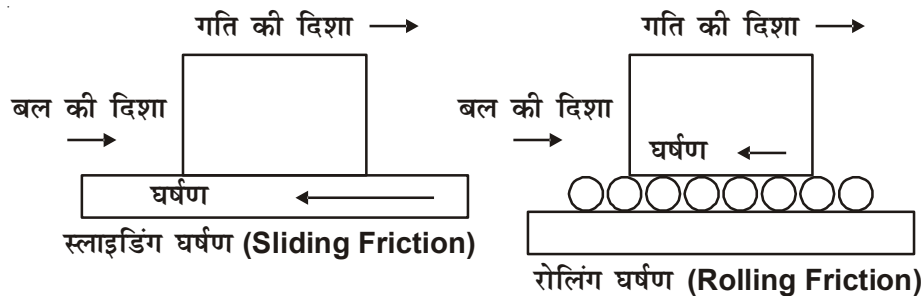 गति की दिशा
बल की दिशा
घर्षण
स्लाइडिंग घर्षण (Sliding Friction)
गति की दिशा
बल की दिशा
घर्षण
रोलिंग घर्षण (Rolling Friction)